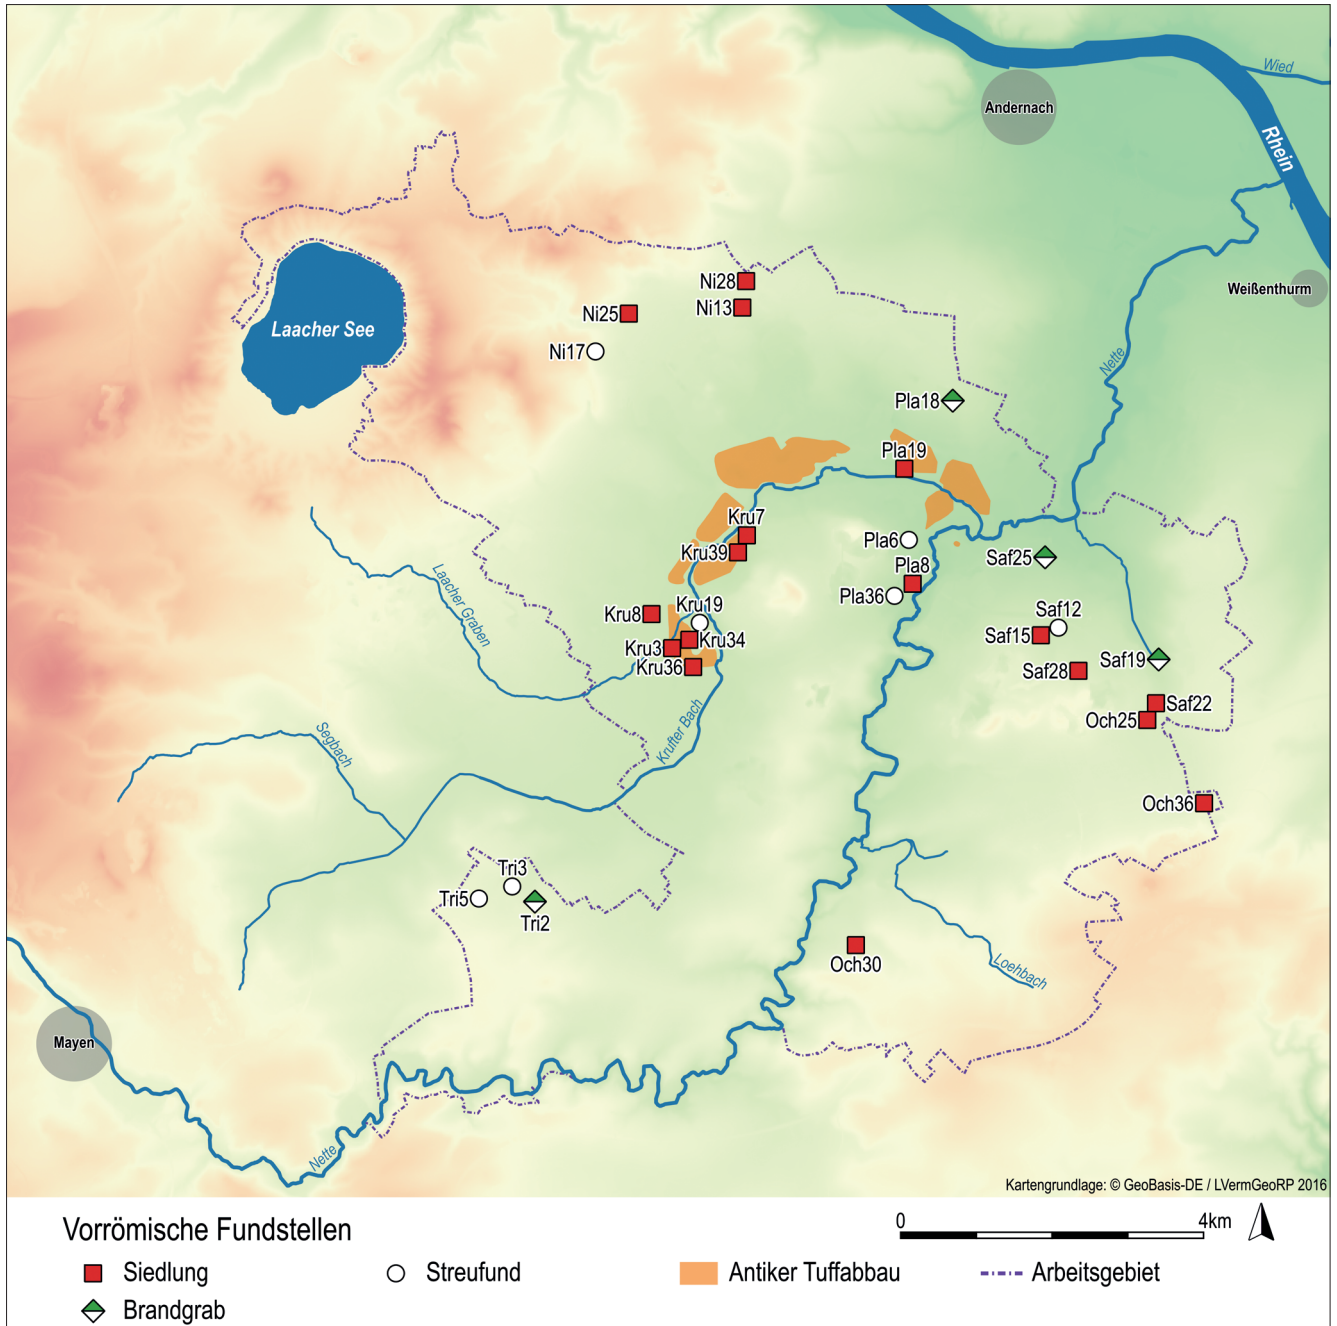 Wied
Andernach
Rhein
Ni28
Weißenthurm
Ni13
Ni25
Laacher See
Ni17
Nette
Pla18
Pla19
Kru7
Pla6
Kru39
Saf25
Pla8
Laacher Graben
Pla36
Kru19
Saf12
Kru8
Saf15
Kru34
Kru3
Saf19
Kru36
Saf28
Saf22
Och25
Krufter Bach
Segbach
Och36
Tri3
Tri5
Tri2
Och30
Loehbach
Mayen
Nette
Kartengrundlage: © GeoBasis-DE / LVermGeoRP 2016
Vorrömische Fundstellen
0 4km
Siedlung
Streufund
Antiker Tuffabbau
Arbeitsgebiet
Brandgrab